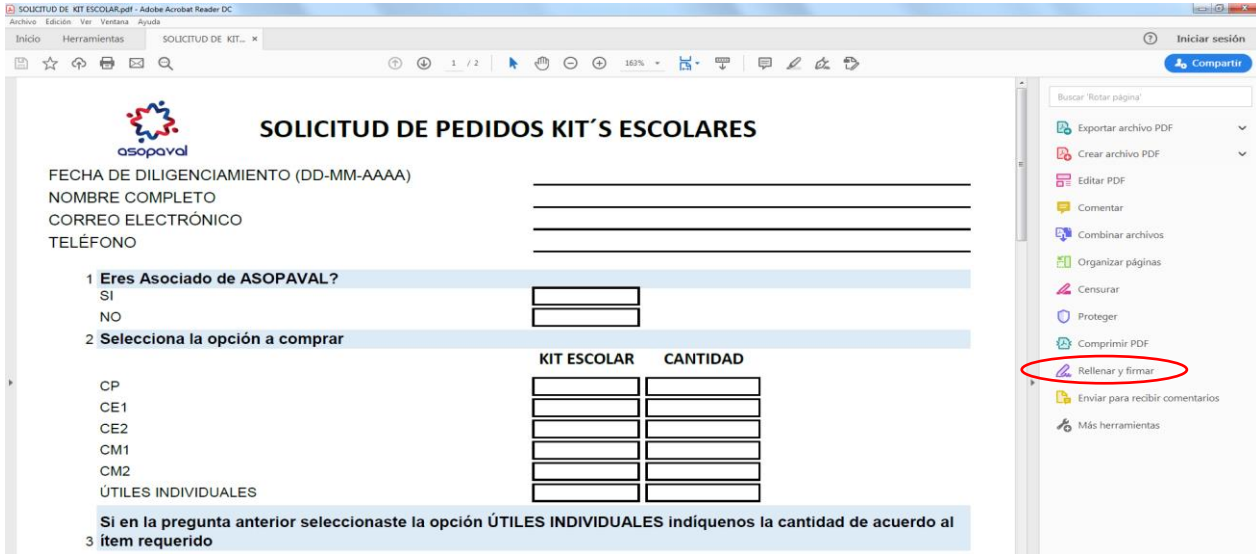 SOLICITUD DE KIT ESCOLAR.pdf - Adobe Acrobat Reader DC
Archivo Edición Ver Ventana Ayuda
Inicio Herramientas SOLICITUD DE KIT... × ? Iniciar sesión
1 / 2 163% Compartir
Buscar 'Rotar página'
asopaval
SOLICITUD DE PEDIDOS KIT´S ESCOLARES
FECHA DE DILIGENCIAMIENTO (DD-MM-AAAA)
NOMBRE COMPLETO
CORREO ELECTRÓNICO
TELÉFONO
1 Eres Asociado de ASOPAVAL?
SI
NO
2 Selecciona la opción a comprar
KIT ESCOLAR CANTIDAD
CP
CE1
CE2
CM1
CM2
ÚTILES INDIVIDUALES
Si en la pregunta anterior seleccionaste la opción ÚTILES INDIVIDUALES indíquenos la cantidad de acuerdo al
3 ítem requerido
Exportar archivo PDF
Crear archivo PDF
Editar PDF
Comentar
Combinar archivos
Organizar páginas
Censurar
Proteger
Comprimir PDF
Rellenar y firmar
Enviar para recibir comentarios
Más herramientas